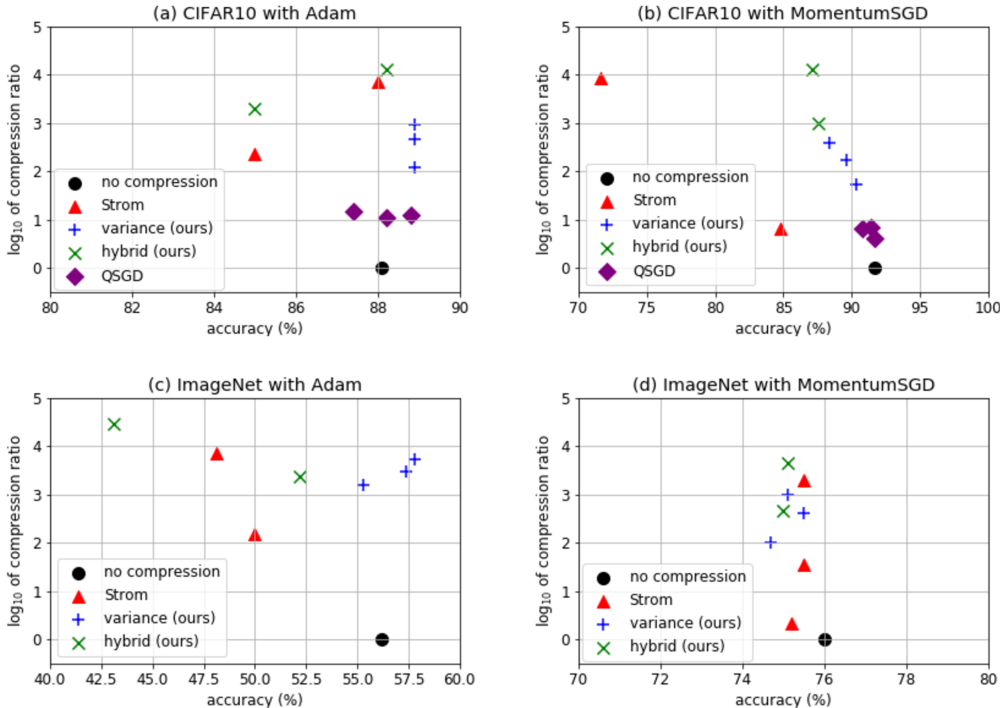 (a) CIFAR10 with Adam
log10 of compression ratio
5
4
3
2
1
0
no compression
Strom
variance (ours)
hybrid (ours)
QSGD
80 82 84 86 88 90
accuracy (%)
(b) CIFAR10 with MomentumSGD
log10 of compression ratio
5
4
3
2
1
0
no compression
Strom
variance (ours)
hybrid (ours)
QSGD
70 75 80 85 90 95 100
accuracy (%)
(c) ImageNet with Adam
log10 of compression ratio
5
4
3
2
1
0
no compression
Strom
variance (ours)
hybrid (ours)
40.0 42.5 45.0 47.5 50.0 52.5 55.0 57.5 60.0
accuracy (%)
(d) ImageNet with MomentumSGD
log10 of compression ratio
5
4
3
2
1
0
no compression
Strom
variance (ours)
hybrid (ours)
70 72 74 76 78 80
accuracy (%)